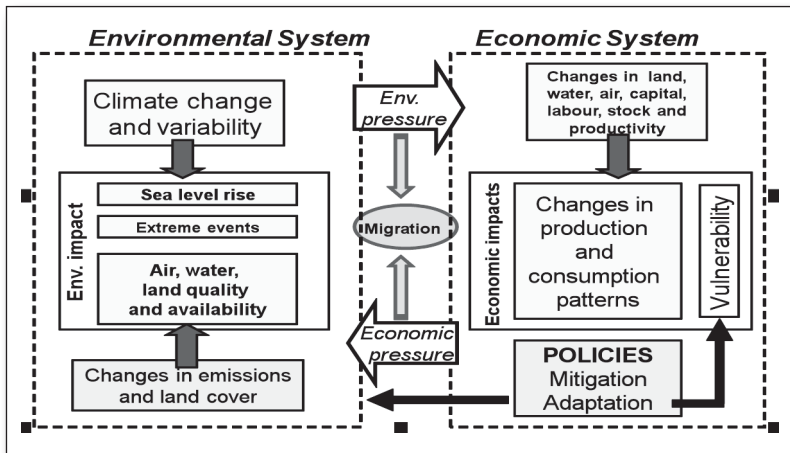 Environmental System
Economic System
Climate change
and variability
Env.
pressure
Changes in land,
water, air, capital,
labour, stock and
productivity
Env. impact
Sea level rise
Extreme events
Air, water,
land quality
and availability
Migration
Economic impacts
Changes in
production
and
consumption
patterns
Vulnerability
Economic
pressure
Changes in emissions
and land cover
POLICIES
Mitigation
Adaptation